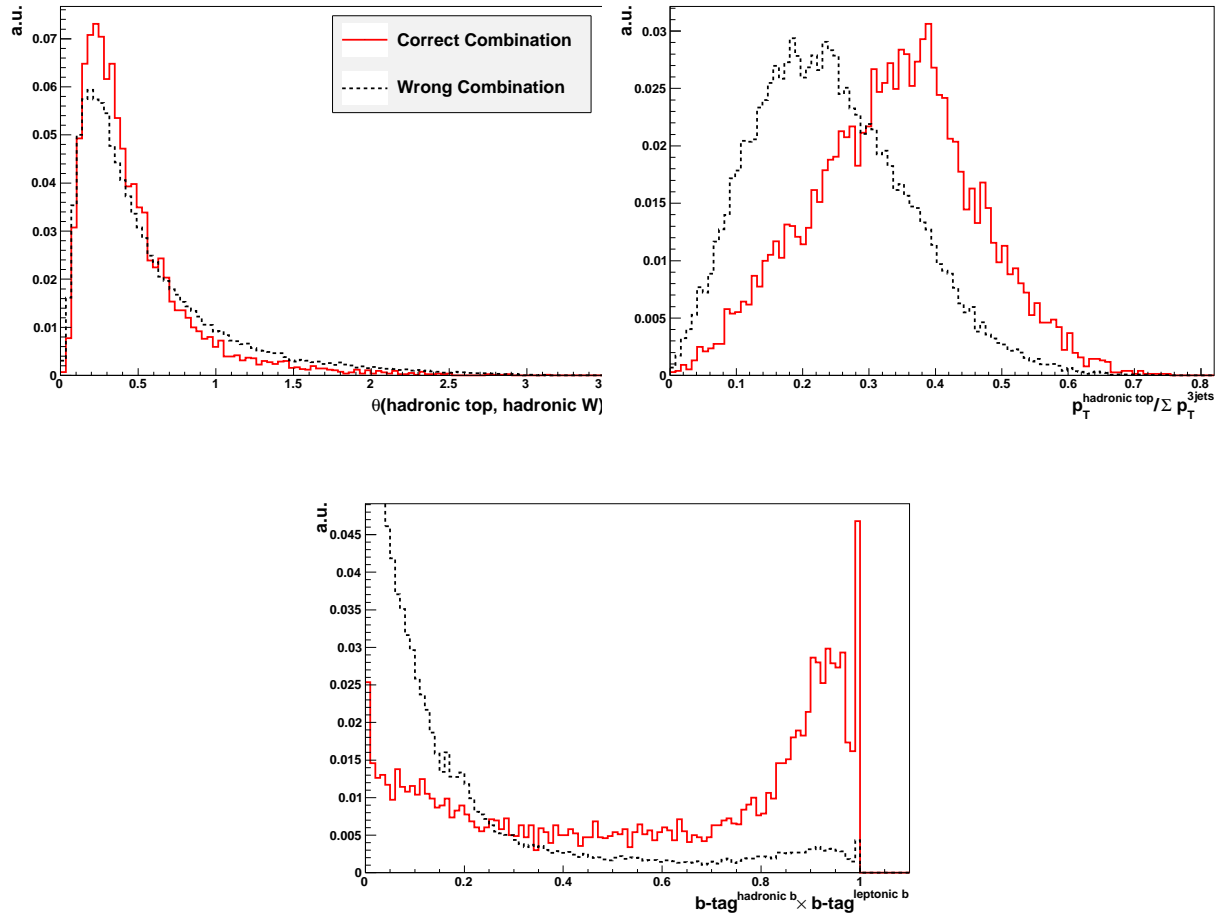 a.u.
0.07
0.06
0.05
0.04
0.03
0.02
0.01
0
0 0.5 1 1.5 2 2.5 3 3.
θ(hadronic top, hadronic W)
Correct Combination
Wrong Combination
a.u.
0.03
0.025
0.02
0.015
0.01
0.005
0
0 0.1 0.2 0.3 0.4 0.5 0.6 0.7 0.8
p_T^hadronic top / Σ p_T^3jets
a.u.
0.045
0.04
0.035
0.03
0.025
0.02
0.015
0.01
0.005
0
0 0.2 0.4 0.6 0.8 1
b-tag^hadronic b × b-tag^leptonic b